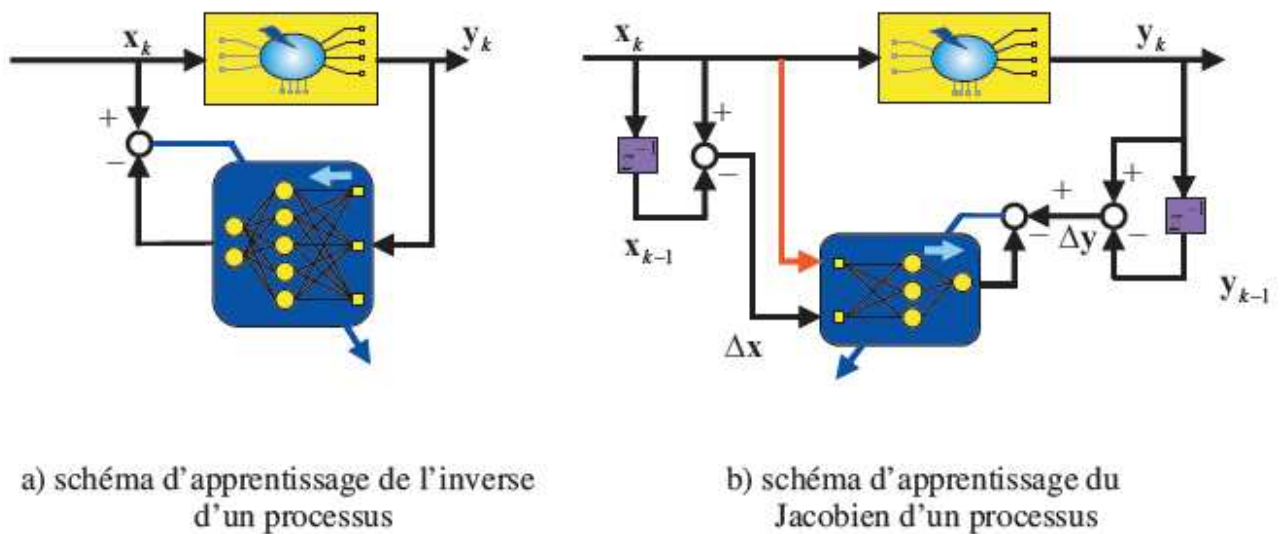 x_k
y_k
+
−
x_k
y_k
z^{-1}
+
−
+
−
Δy
+
−
z^{-1}
x_{k−1}
y_{k−1}
Δx
a) schéma d'apprentissage de l'inverse
d'un processus
b) schéma d'apprentissage du
Jacobien d'un processus